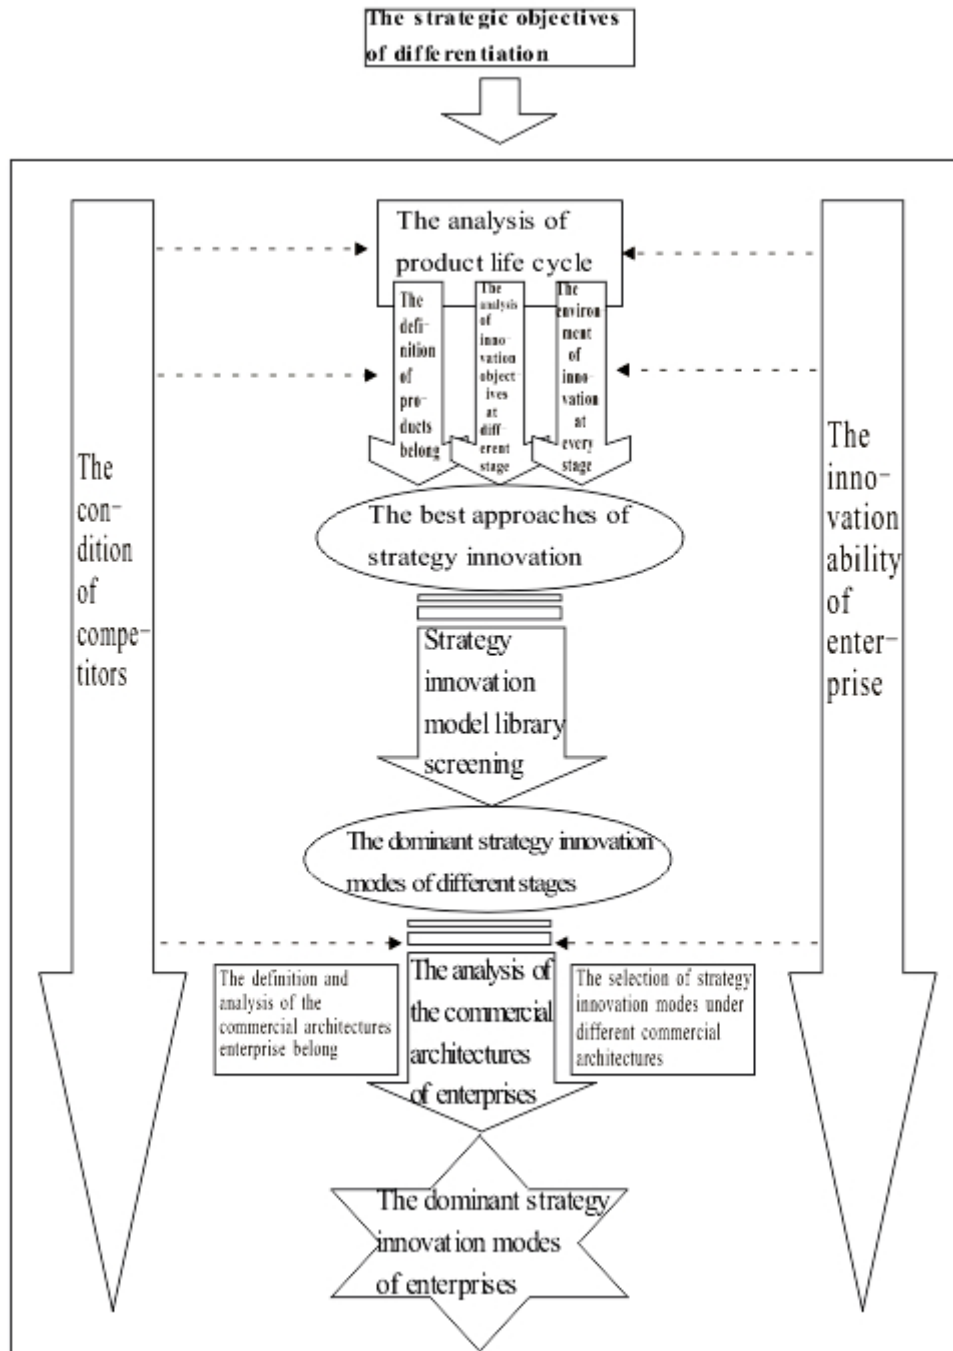 The strategic objectives
of differentiation
The analysis of
product life cycle
The
defi-
nition
of
pro-
ducts
belong
The
analysis
of
inno-
vation
object-
ives
at
diff-
erent
stage
The
environ-
ment
of
inno-
vation
at
every
stage
The
con-
dition
of
compe-
titors
The
inno-
vation
ability
of
enter-
prise
The best approaches of
strategy innovation
Strategy
innovation
model library
screening
The dominant strategy innovation
modes of different stages
The definition and
analysis of the
commercial architectures
enterprise belong
The analysis of
the commercial
architectures
of enterprises
The selection of strategy
innovation modes under
different commercial
architectures
The dominant strategy
innovation modes
of enterprises